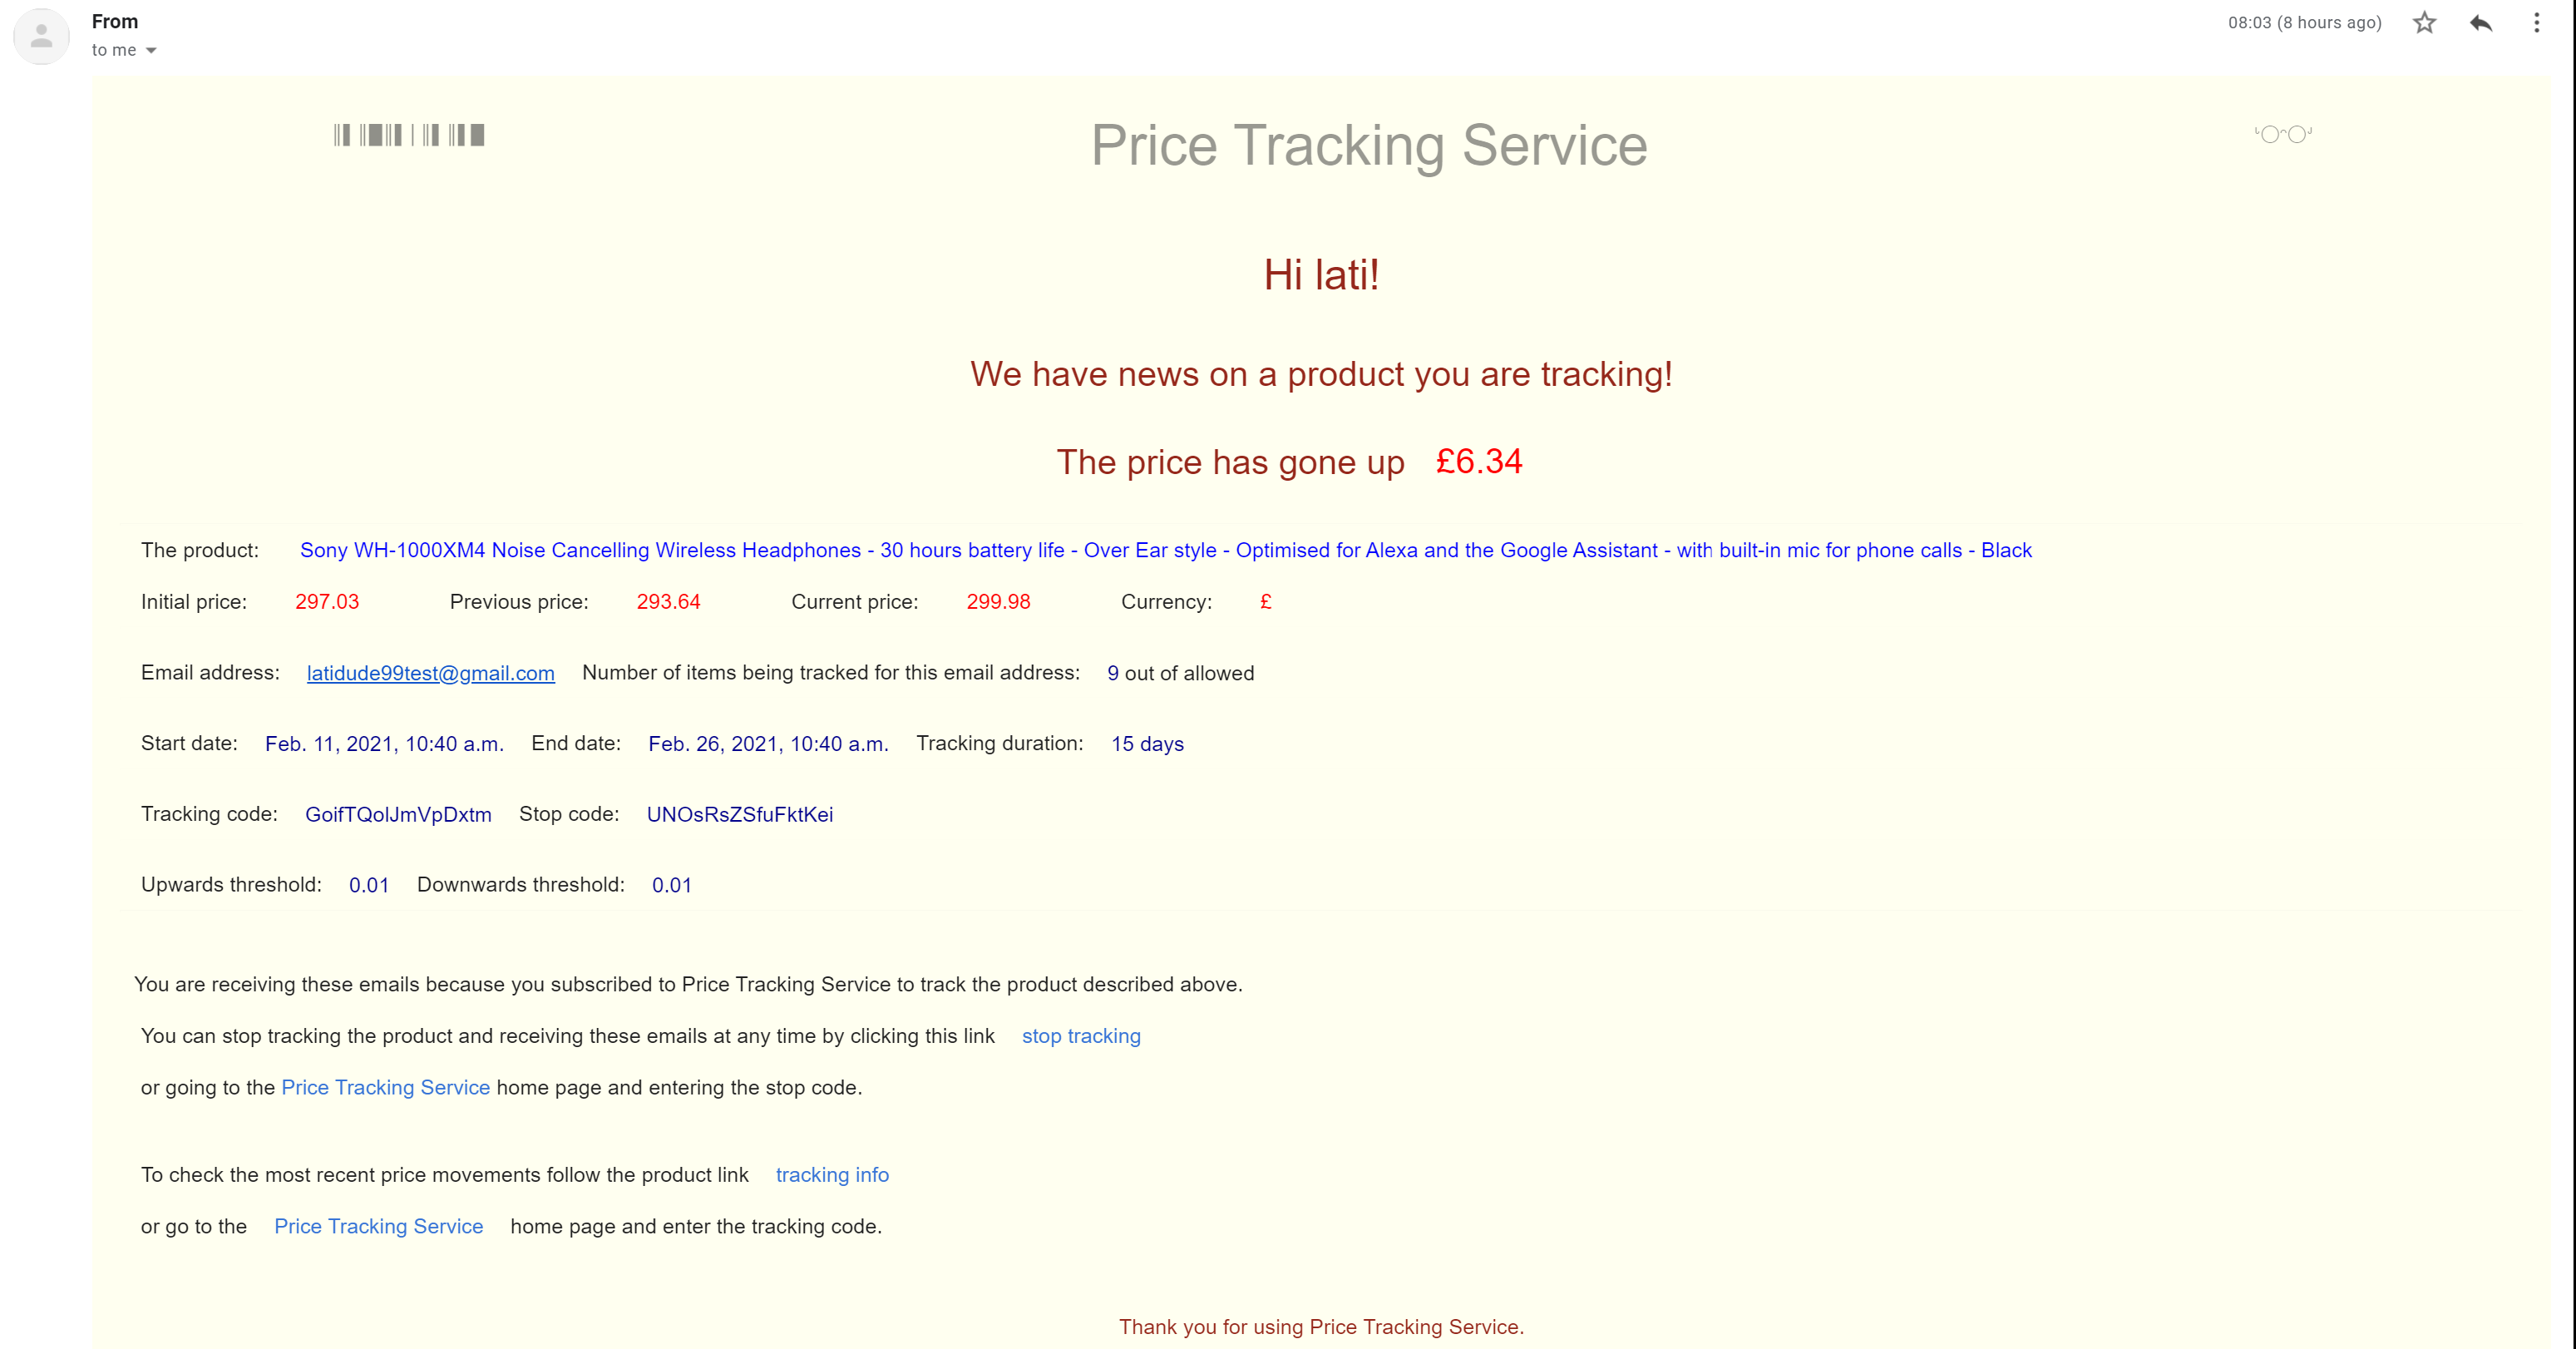 From
08:03 (8 hours ago)
to me
Price Tracking Service
Hi lati!
We have news on a product you are tracking!
The price has gone up £6.34
The product: Sony WH-1000XM4 Noise Cancelling Wireless Headphones - 30 hours battery life - Over Ear style - Optimised for Alexa and the Google Assistant - with built-in mic for phone calls - Black
Initial price: 297.03 Previous price: 293.64 Current price: 299.98 Currency: £
Email address: latidude99test@gmail.com Number of items being tracked for this email address: 9 out of allowed
Start date: Feb. 11, 2021, 10:40 a.m. End date: Feb. 26, 2021, 10:40 a.m. Tracking duration: 15 days
Tracking code: GoifTQolJmVpDxtm Stop code: UNOsRsZSfuFktKei
Upwards threshold: 0.01 Downwards threshold: 0.01
You are receiving these emails because you subscribed to Price Tracking Service to track the product described above.
You can stop tracking the product and receiving these emails at any time by clicking this link stop tracking
or going to the Price Tracking Service home page and entering the stop code.
To check the most recent price movements follow the product link tracking info
or go to the Price Tracking Service home page and enter the tracking code.
Thank you for using Price Tracking Service.